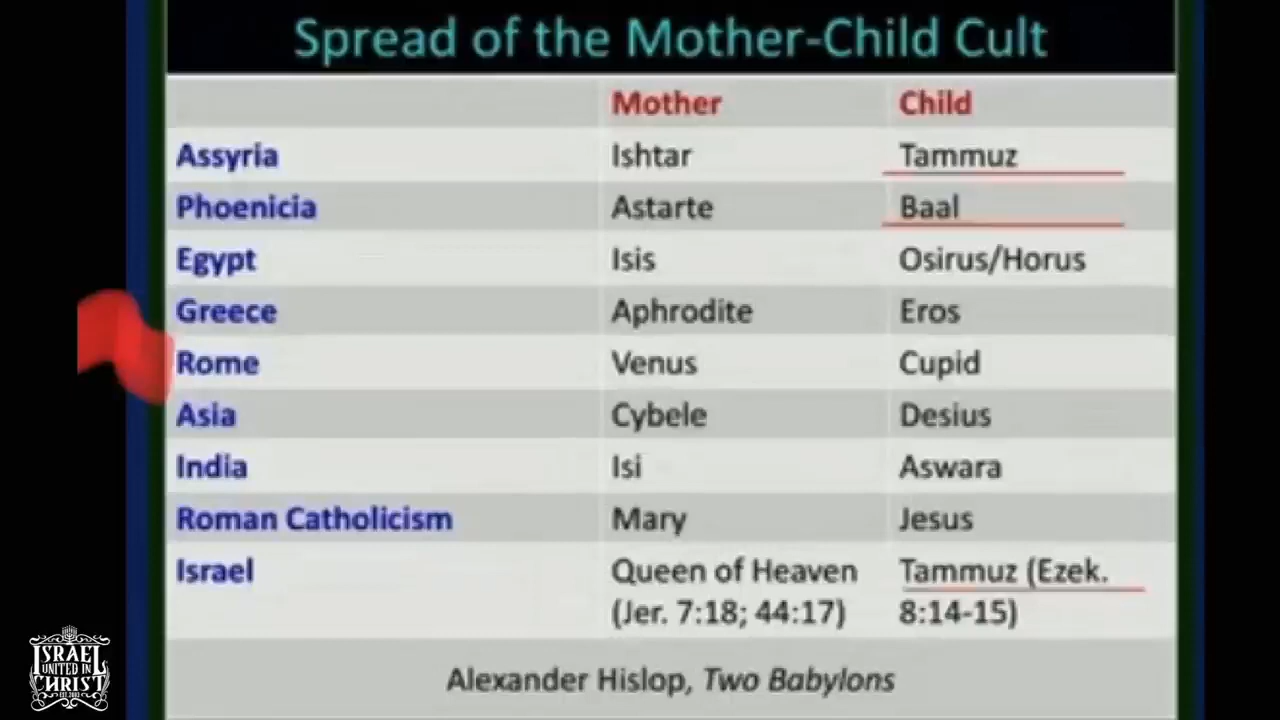 Spread of the Mother-Child Cult
Mother Child
Assyria Ishtar Tammuz
Phoenicia Astarte Baal
Egypt Isis Osirus/Horus
Greece Aphrodite Eros
Rome Venus Cupid
Asia Cybele Desius
India Isi Aswara
Roman Catholicism Mary Jesus
Israel Queen of Heaven Tammuz (Ezek.
(Jer. 7:18; 44:17) 8:14-15)
Alexander Hislop, Two Babylons
ISRAEL
UNITED IN
CHRIST